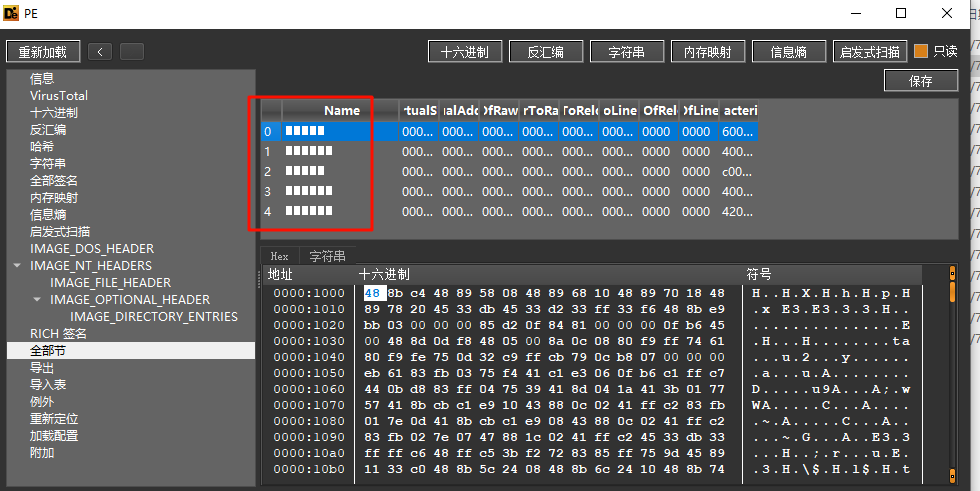 PE
重新加载 < 十六进制 反汇编 字符串 内存映射 信息熵 启发式扫描 只读
保存
信息
VirusTotal
十六进制
反汇编
哈希
字符串
全部签名
内存映射
信息熵
启发式扫描
IMAGE_DOS_HEADER
IMAGE_NT_HEADERS
IMAGE_FILE_HEADER
IMAGE_OPTIONAL_HEADER
IMAGE_DIRECTORY_ENTRIES
RICH 签名
全部节
导出
导入表
例外
重新定位
加载配置
附加
Name rtualS ialAdd OfRaw rToRa ToRelo oLine OfRel OfLine acteri
0 000... 000... 000... 000... 000... 000... 0000 0000 600...
1 000... 000... 000... 000... 000... 000... 0000 0000 400...
2 000... 000... 000... 000... 000... 000... 0000 0000 c00...
3 000... 000... 000... 000... 000... 000... 0000 0000 400...
4 000... 000... 000... 000... 000... 000... 0000 0000 420...
Hex 字符串
地址 十六进制 符号
0000:1000 48 8b c4 48 89 58 08 48 89 68 10 48 89 70 18 48 H..H.X.H.h.H.p.H
0000:1010 89 78 20 45 33 db 45 33 d2 33 ff 33 f6 48 8b e9 .x E3.E3.3.3.H..
0000:1020 bb 03 00 00 00 85 d2 0f 84 81 00 00 00 0f b6 45 ...............E
0000:1030 00 48 8d 0d f8 48 05 00 8a 0c 08 80 f9 ff 74 61 .H...H........ta
0000:1040 80 f9 fe 75 0d 32 c9 ff cb 79 0c b8 07 00 00 00 ...u.2...y......
0000:1050 eb 61 83 fb 03 75 f4 41 c1 e3 06 0f b6 c1 ff c7 .a...u.A........
0000:1060 44 0b d8 83 ff 04 75 39 41 8d 04 1a 41 3b 01 77 D.....u9A...A;.w
0000:1070 57 41 8b cb c1 e9 10 43 88 0c 02 41 ff c2 83 fb WA.....C...A....
0000:1080 01 7e 0d 41 8b cb c1 e9 08 43 88 0c 02 41 ff c2 .~.A.....C...A..
0000:1090 83 fb 02 7e 07 47 88 1c 02 41 ff c2 45 33 db 33 ...~.G...A..E3.3
0000:10a0 ff ff c6 48 ff c5 3b f2 72 83 85 ff 75 9d 45 89 ...H..;.r...u.E.
0000:10b0 11 33 c0 48 8b 5c 24 08 48 8b 6c 24 10 48 8b 74 .3.H.\$.H.l$.H.t